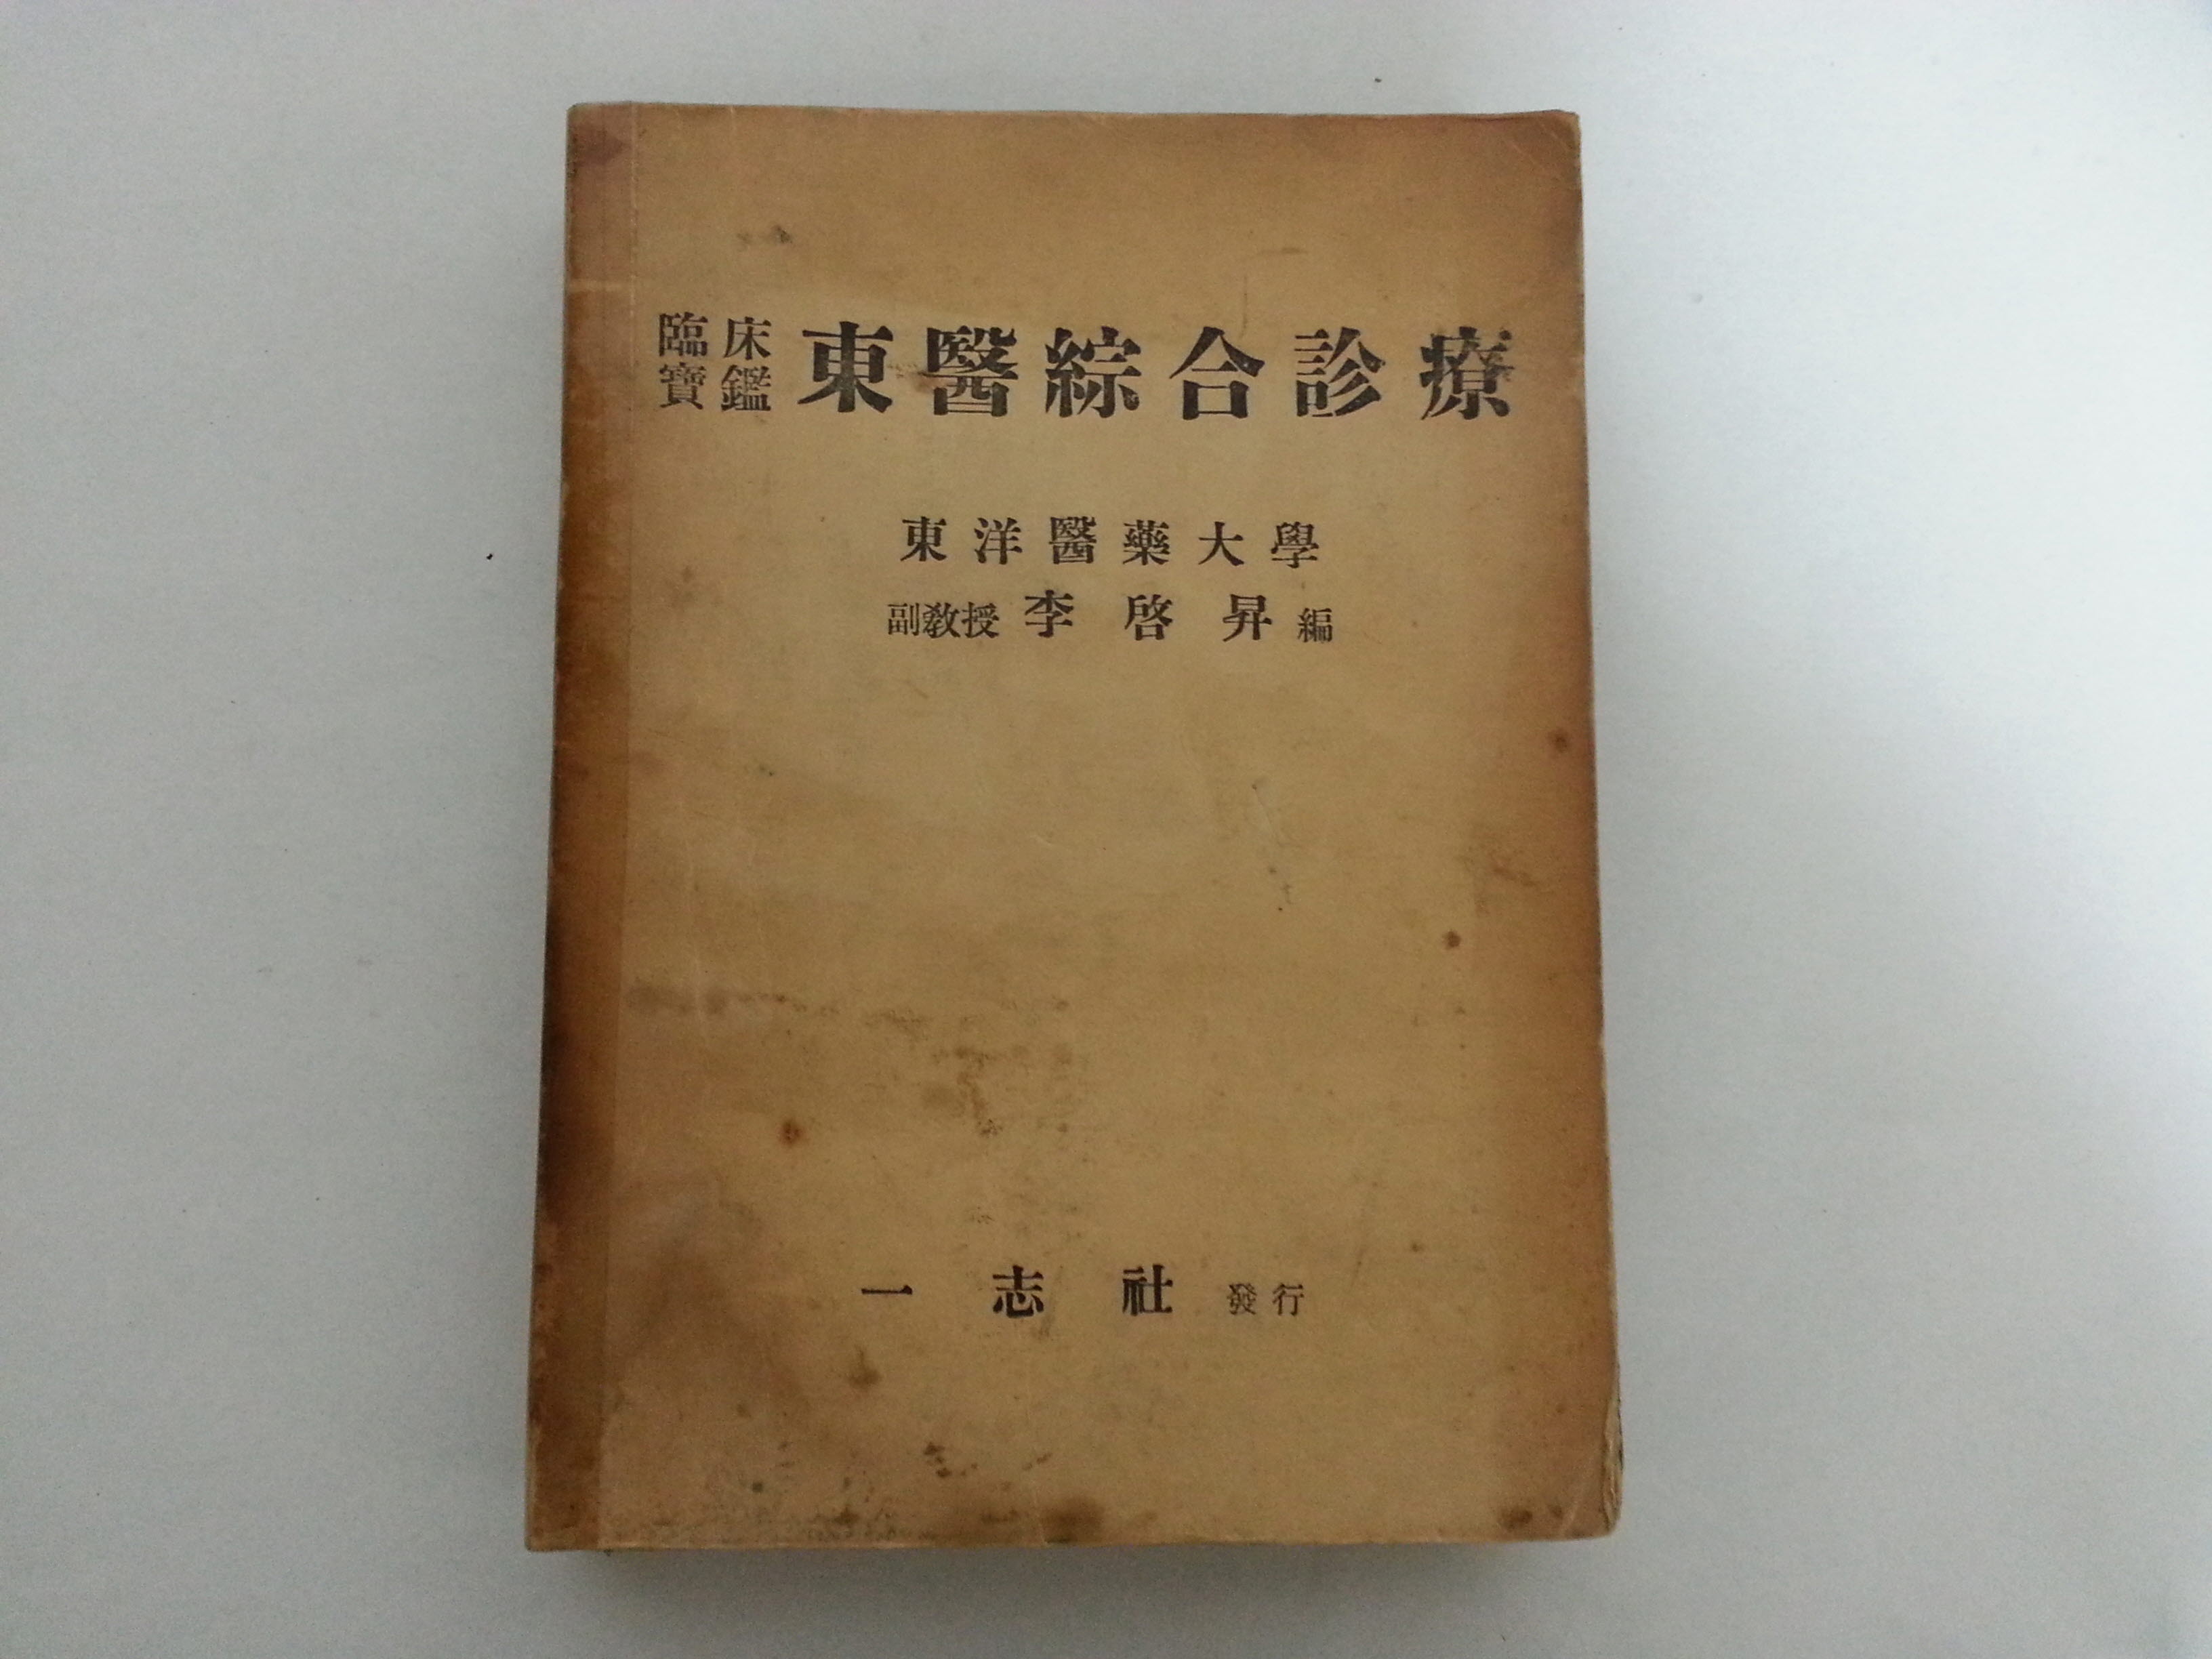 臨床寶鑑 東醫綜合診療
東洋醫藥大學
副敎授 李啓昇 編
一志社 發行